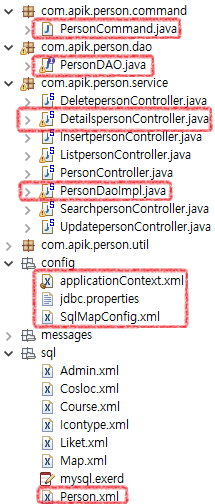 com.apik.person.command
PersonCommand.java
com.apik.person.dao
PersonDAO.java
com.apik.person.service
DeletepersonController.java
DetailspersonController.java
InsertpersonController.java
ListpersonController.java
PersonController.java
PersonDaoImpl.java
SearchpersonController.java
UpdatepersonController.java
com.apik.person.util
config
applicationContext.xml
jdbc.properties
SqlMapConfig.xml
messages
sql
Admin.xml
Cosloc.xml
Course.xml
Icontype.xml
Liket.xml
Map.xml
mysql.exerd
Person.xml